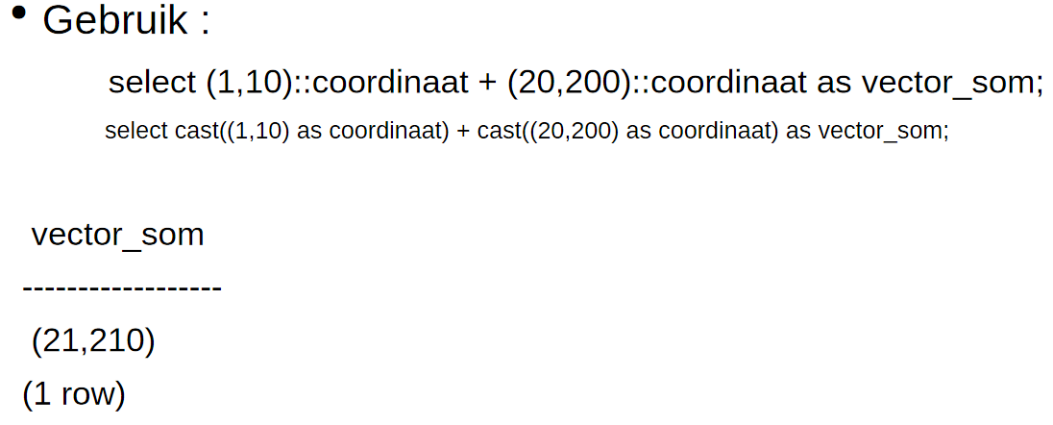 • Gebruik :
select (1,10)::coordinaat + (20,200)::coordinaat as vector_som;
select cast((1,10) as coordinaat) + cast((20,200) as coordinaat) as vector_som;
vector_som
------------------
(21,210)
(1 row)